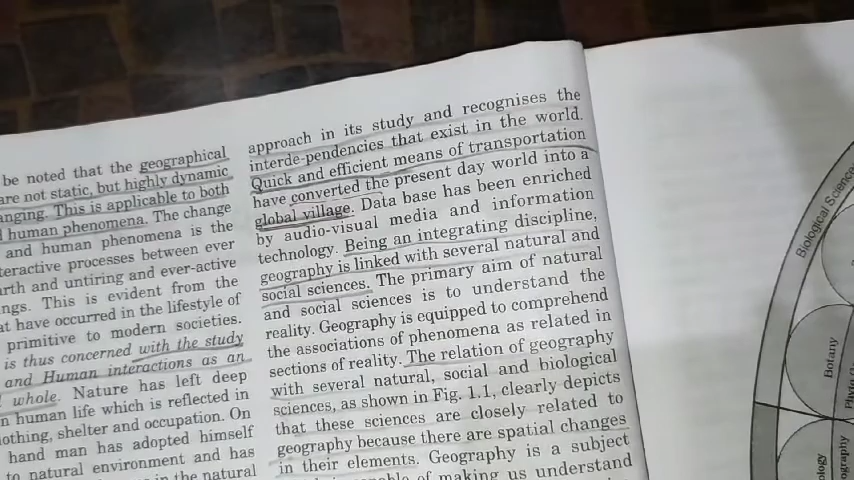 be noted that the geographical
are not static, but highly dynamic
anging. This is applicable to both
human phenomena. The change
and human phenomena is the
teractive processes between ever
rth and untiring and ever-active
ngs. This is evident from the
at have occurred in the lifestyle of
primitive to modern societies.
is thus concerned with the study
and Human interactions as an
whole. Nature has left deep
n human life which is reflected in
lothing, shelter and occupation. On
hand man has adopted himself
to natural environment and has
in the natural
approach in its study and recognises the
interde-pendencies that exist in the world.
Quick and efficient means of transportation
have converted the present day world into a
global village. Data base has been enriched
by audio-visual media and information
technology. Being an integrating discipline,
geography is linked with several natural and
social sciences. The primary aim of natural
and social sciences is to understand the
reality. Geography is equipped to comprehend
the associations of phenomena as related in
sections of reality. The relation of geography
with several natural, social and biological
sciences, as shown in Fig. 1.1, clearly depicts
that these sciences are closely related to
geography because there are spatial changes
in their elements. Geography is a subject
of making us understand
Biological Science
Botany
ology
ography